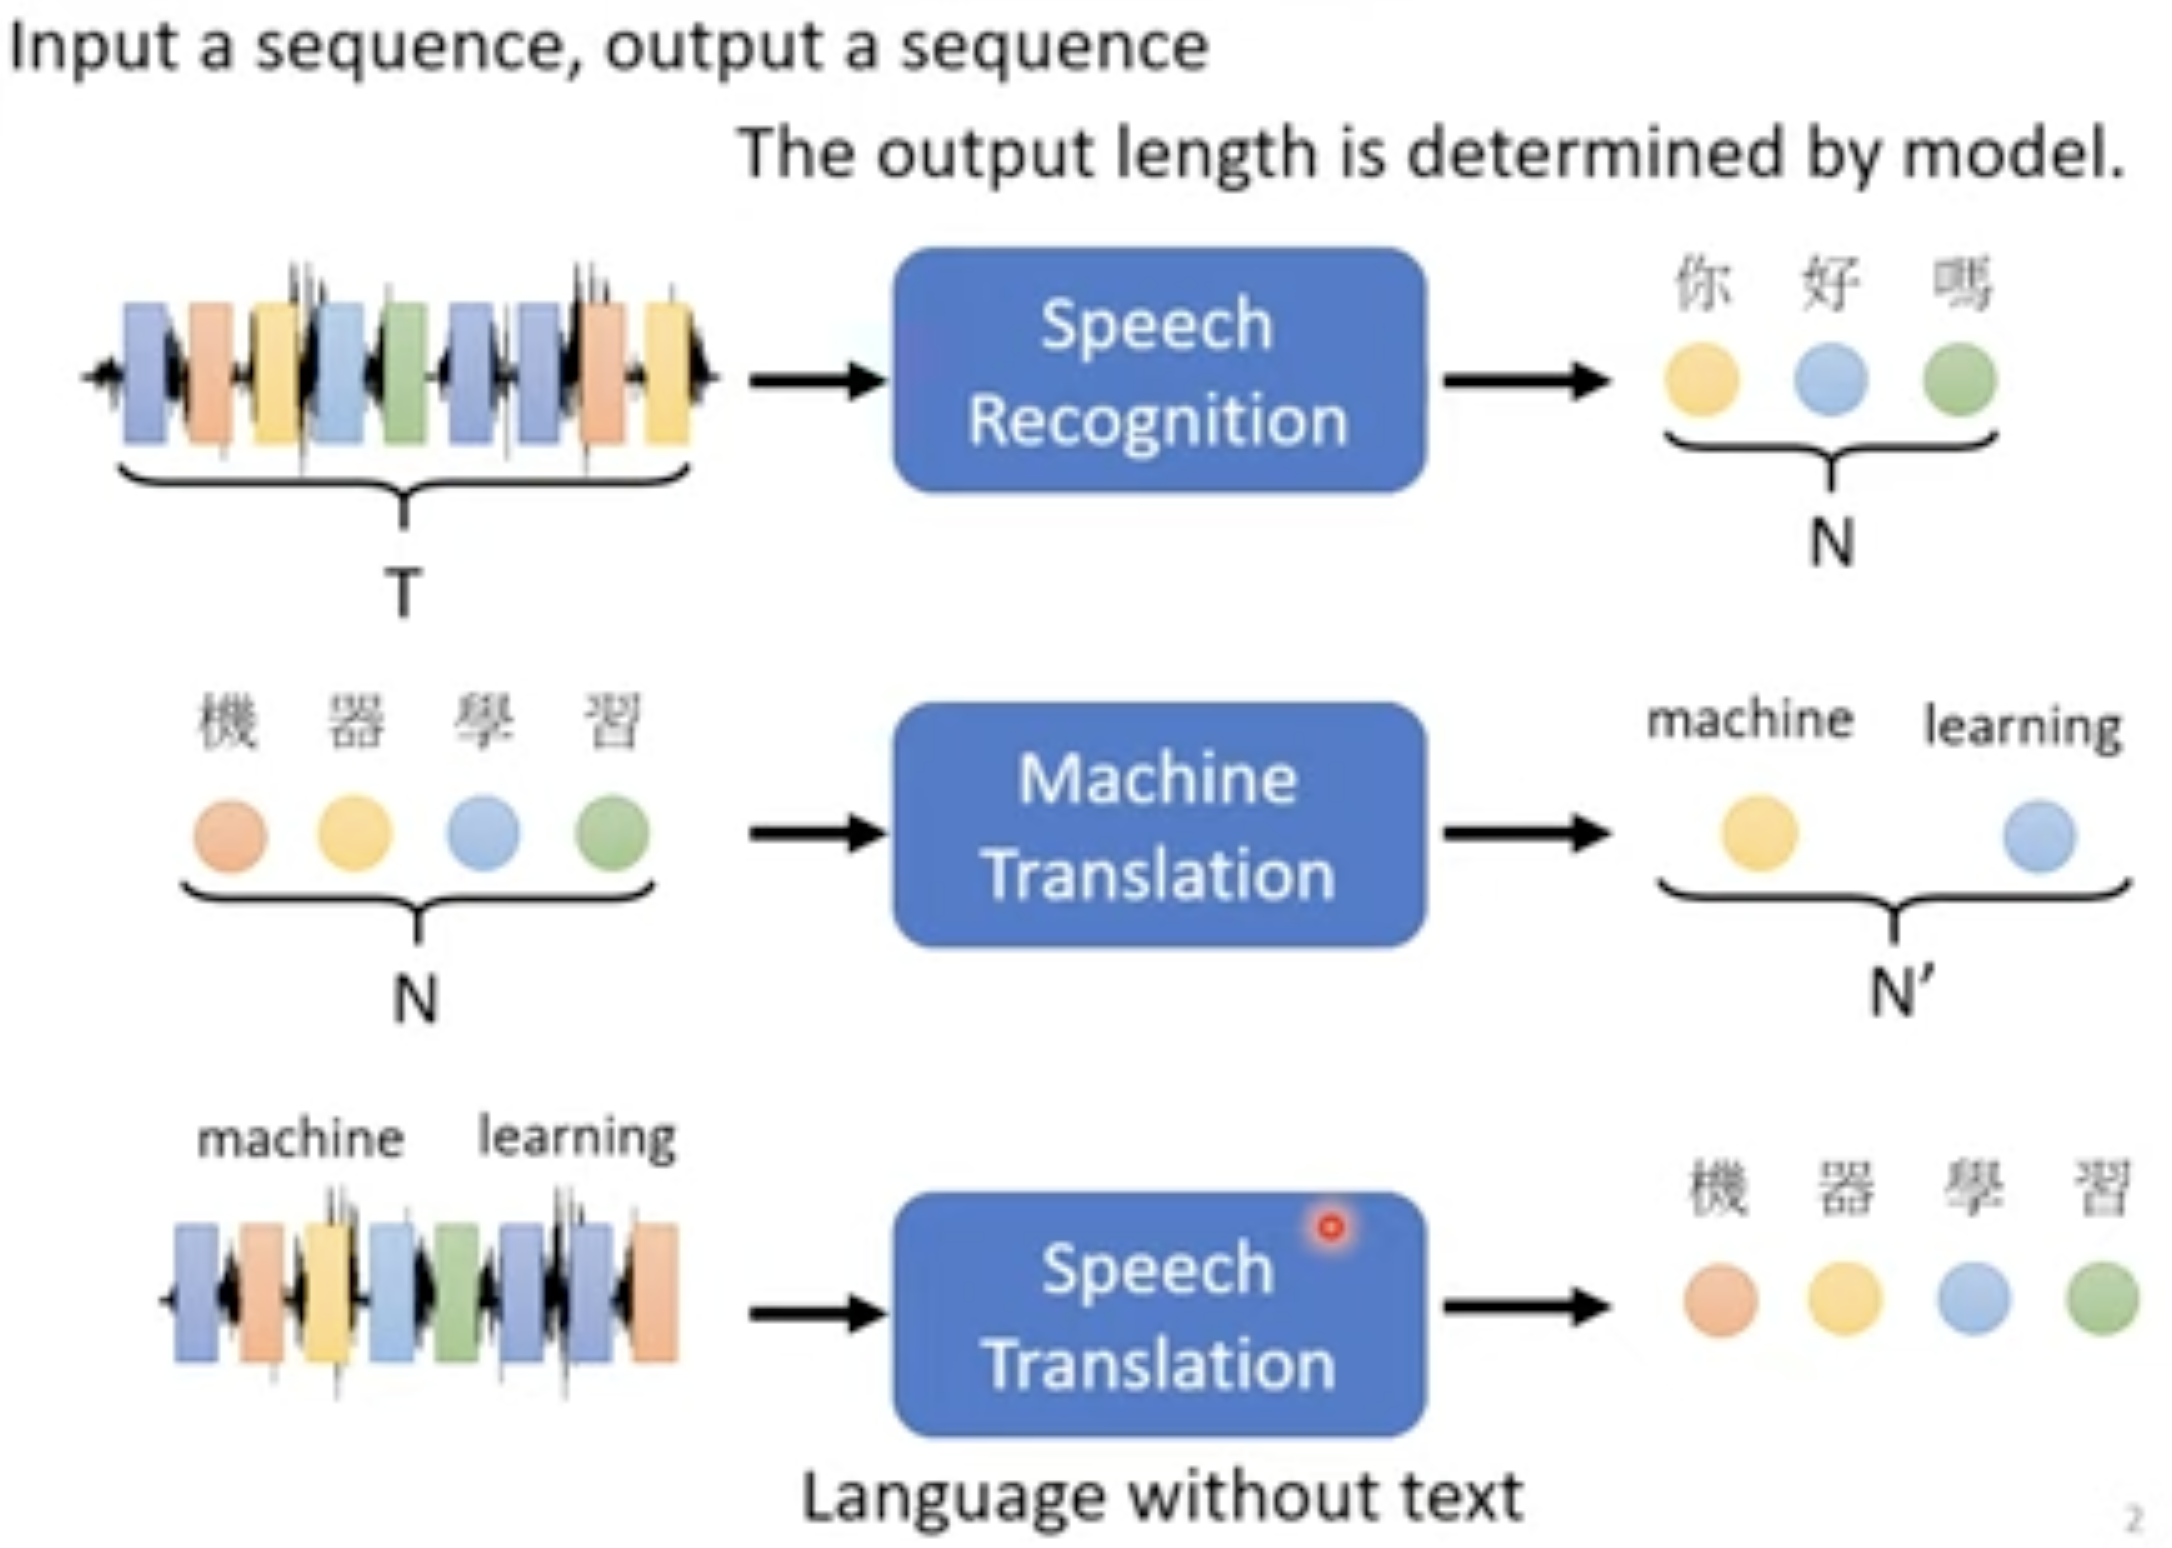 Input a sequence, output a sequence
The output length is determined by model.
你 好 嗎
Speech
Recognition
T
N
機 器 學 習
machine learning
Machine
Translation
N
N’
machine learning
機 器 學 習
Speech
Translation
Language without text
2